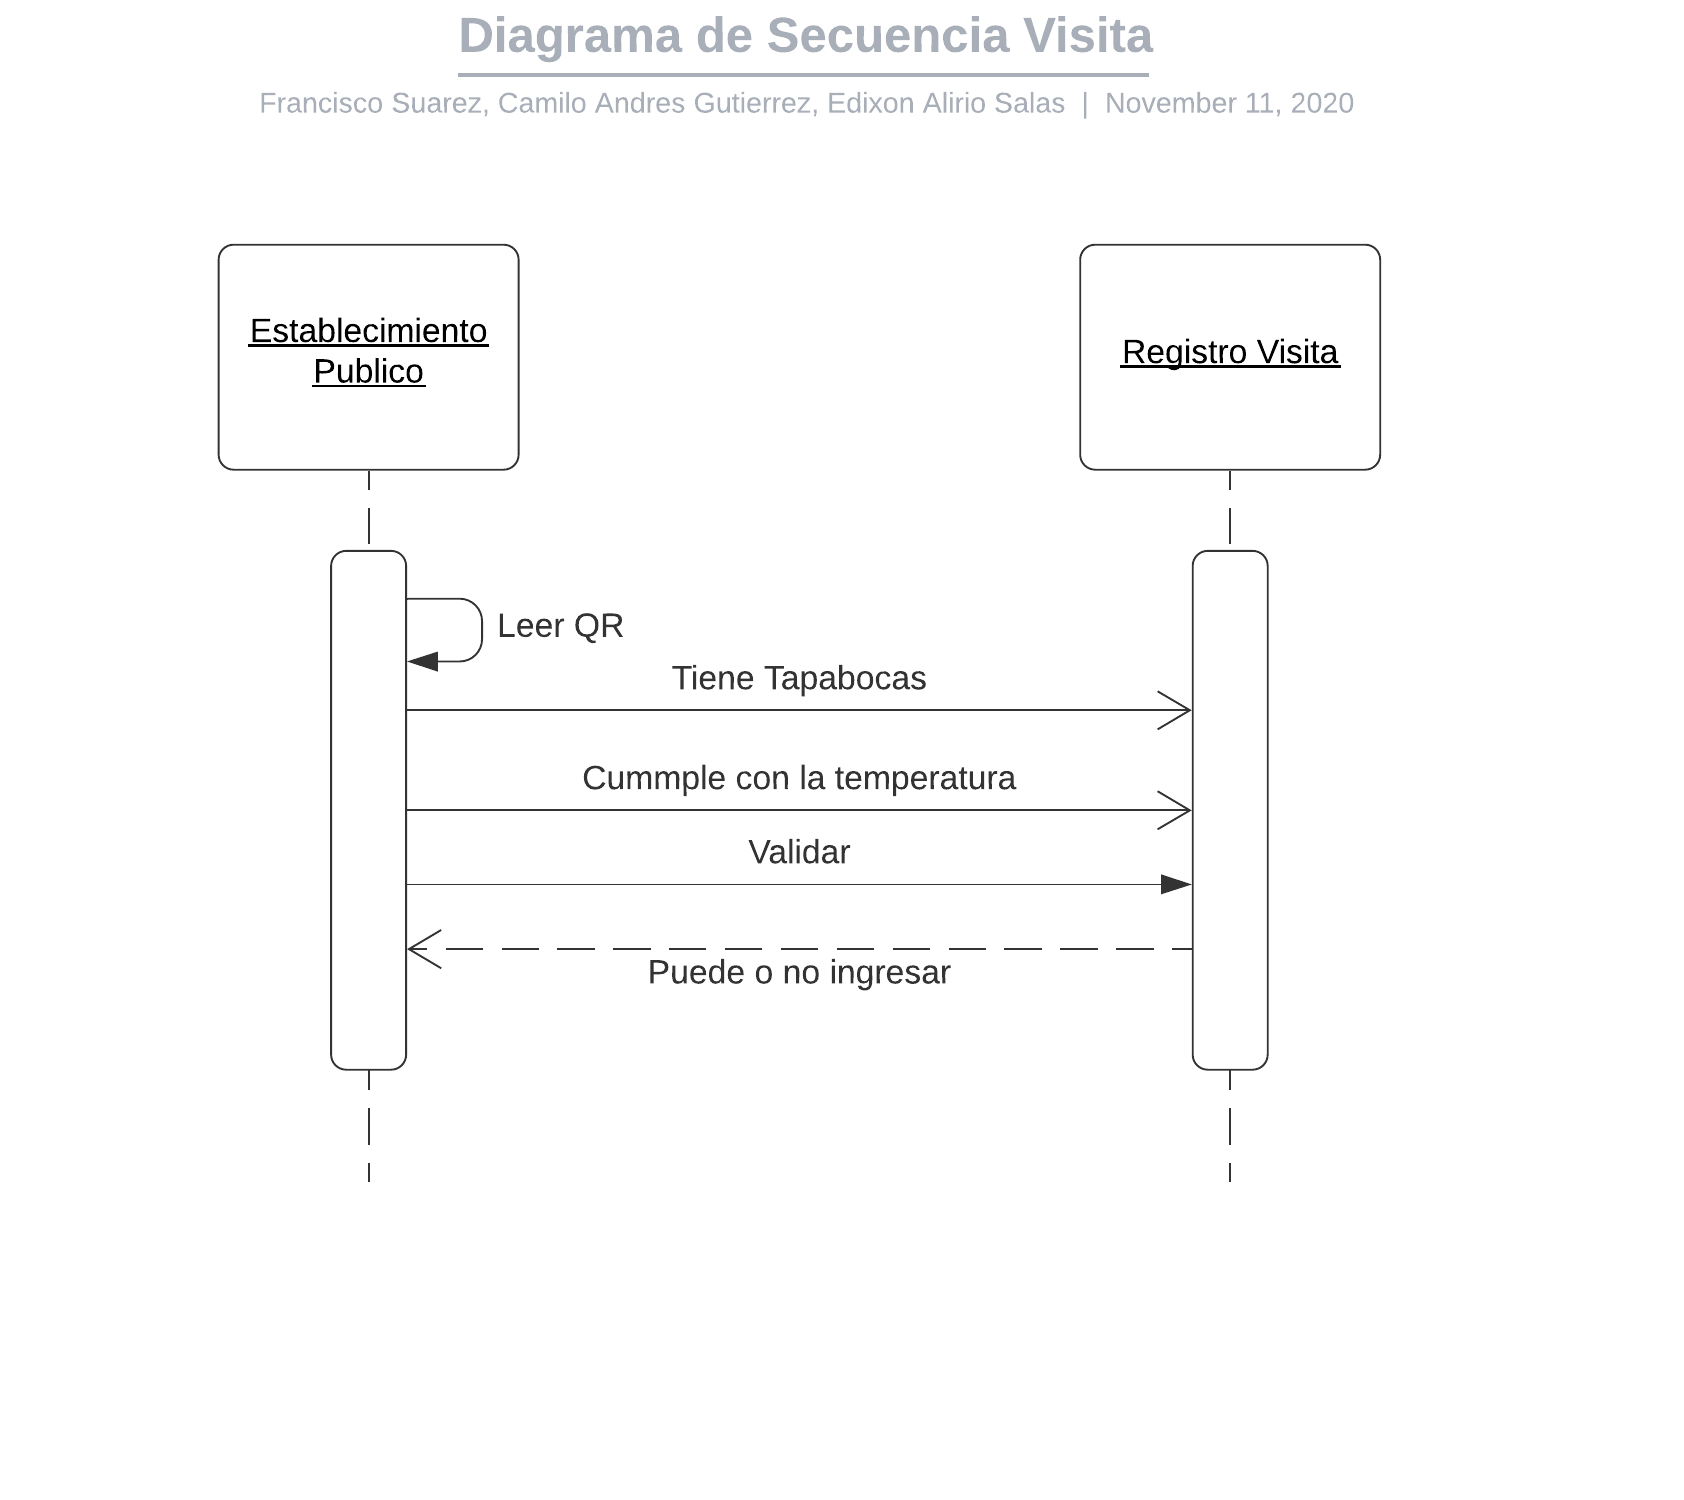 Diagrama de Secuencia Visita
Francisco Suarez, Camilo Andres Gutierrez, Edixon Alirio Salas | November 11, 2020
Establecimiento
Publico
Registro Visita
Leer QR
Tiene Tapabocas
Cummple con la temperatura
Validar
Puede o no ingresar